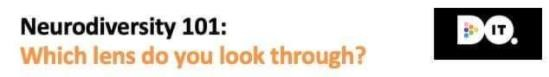 Neurodiversity 101:
Which lens do you look through?
DO IT.